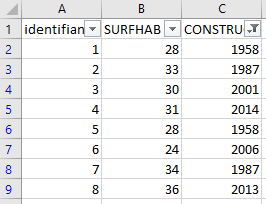 A B C
1 identifian SURFHAB CONSTRU
2 1 28 1958
3 2 33 1987
4 3 30 2001
5 4 31 2014
6 5 28 1958
7 6 24 2006
8 7 34 1987
9 8 36 2013